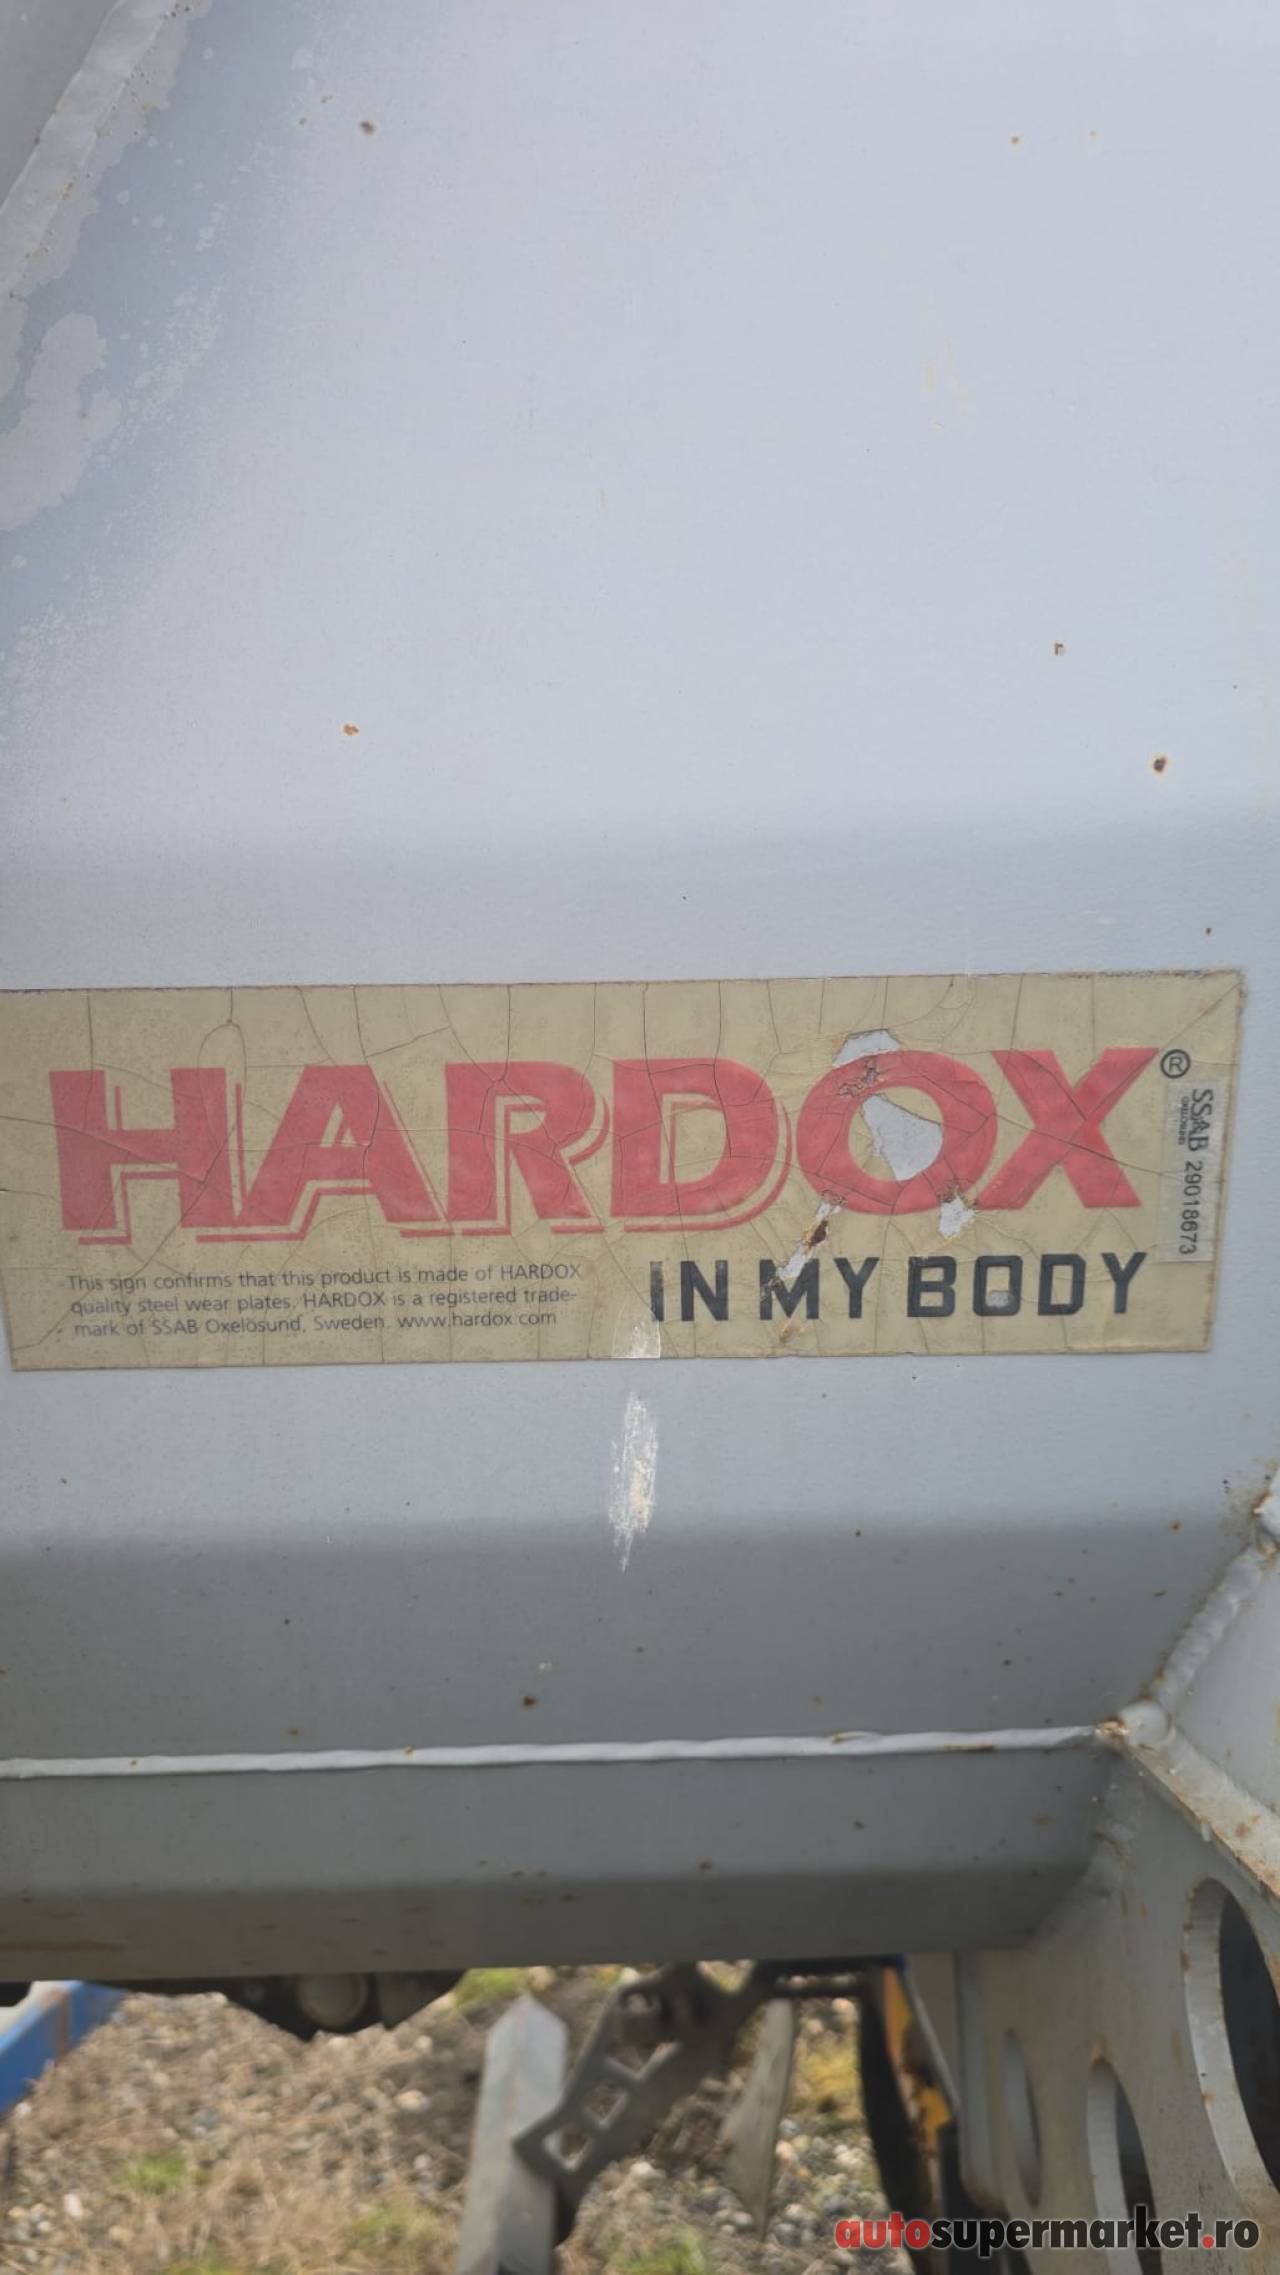 HARDOX®
SSAB 29018673
OXELÖSUND
IN MY BODY
This sign confirms that this product is made of HARDOX
quality steel wear plates. HARDOX is a registered trade-
mark of SSAB Oxelösund, Sweden. www.hardox.com
autosupermarket.ro